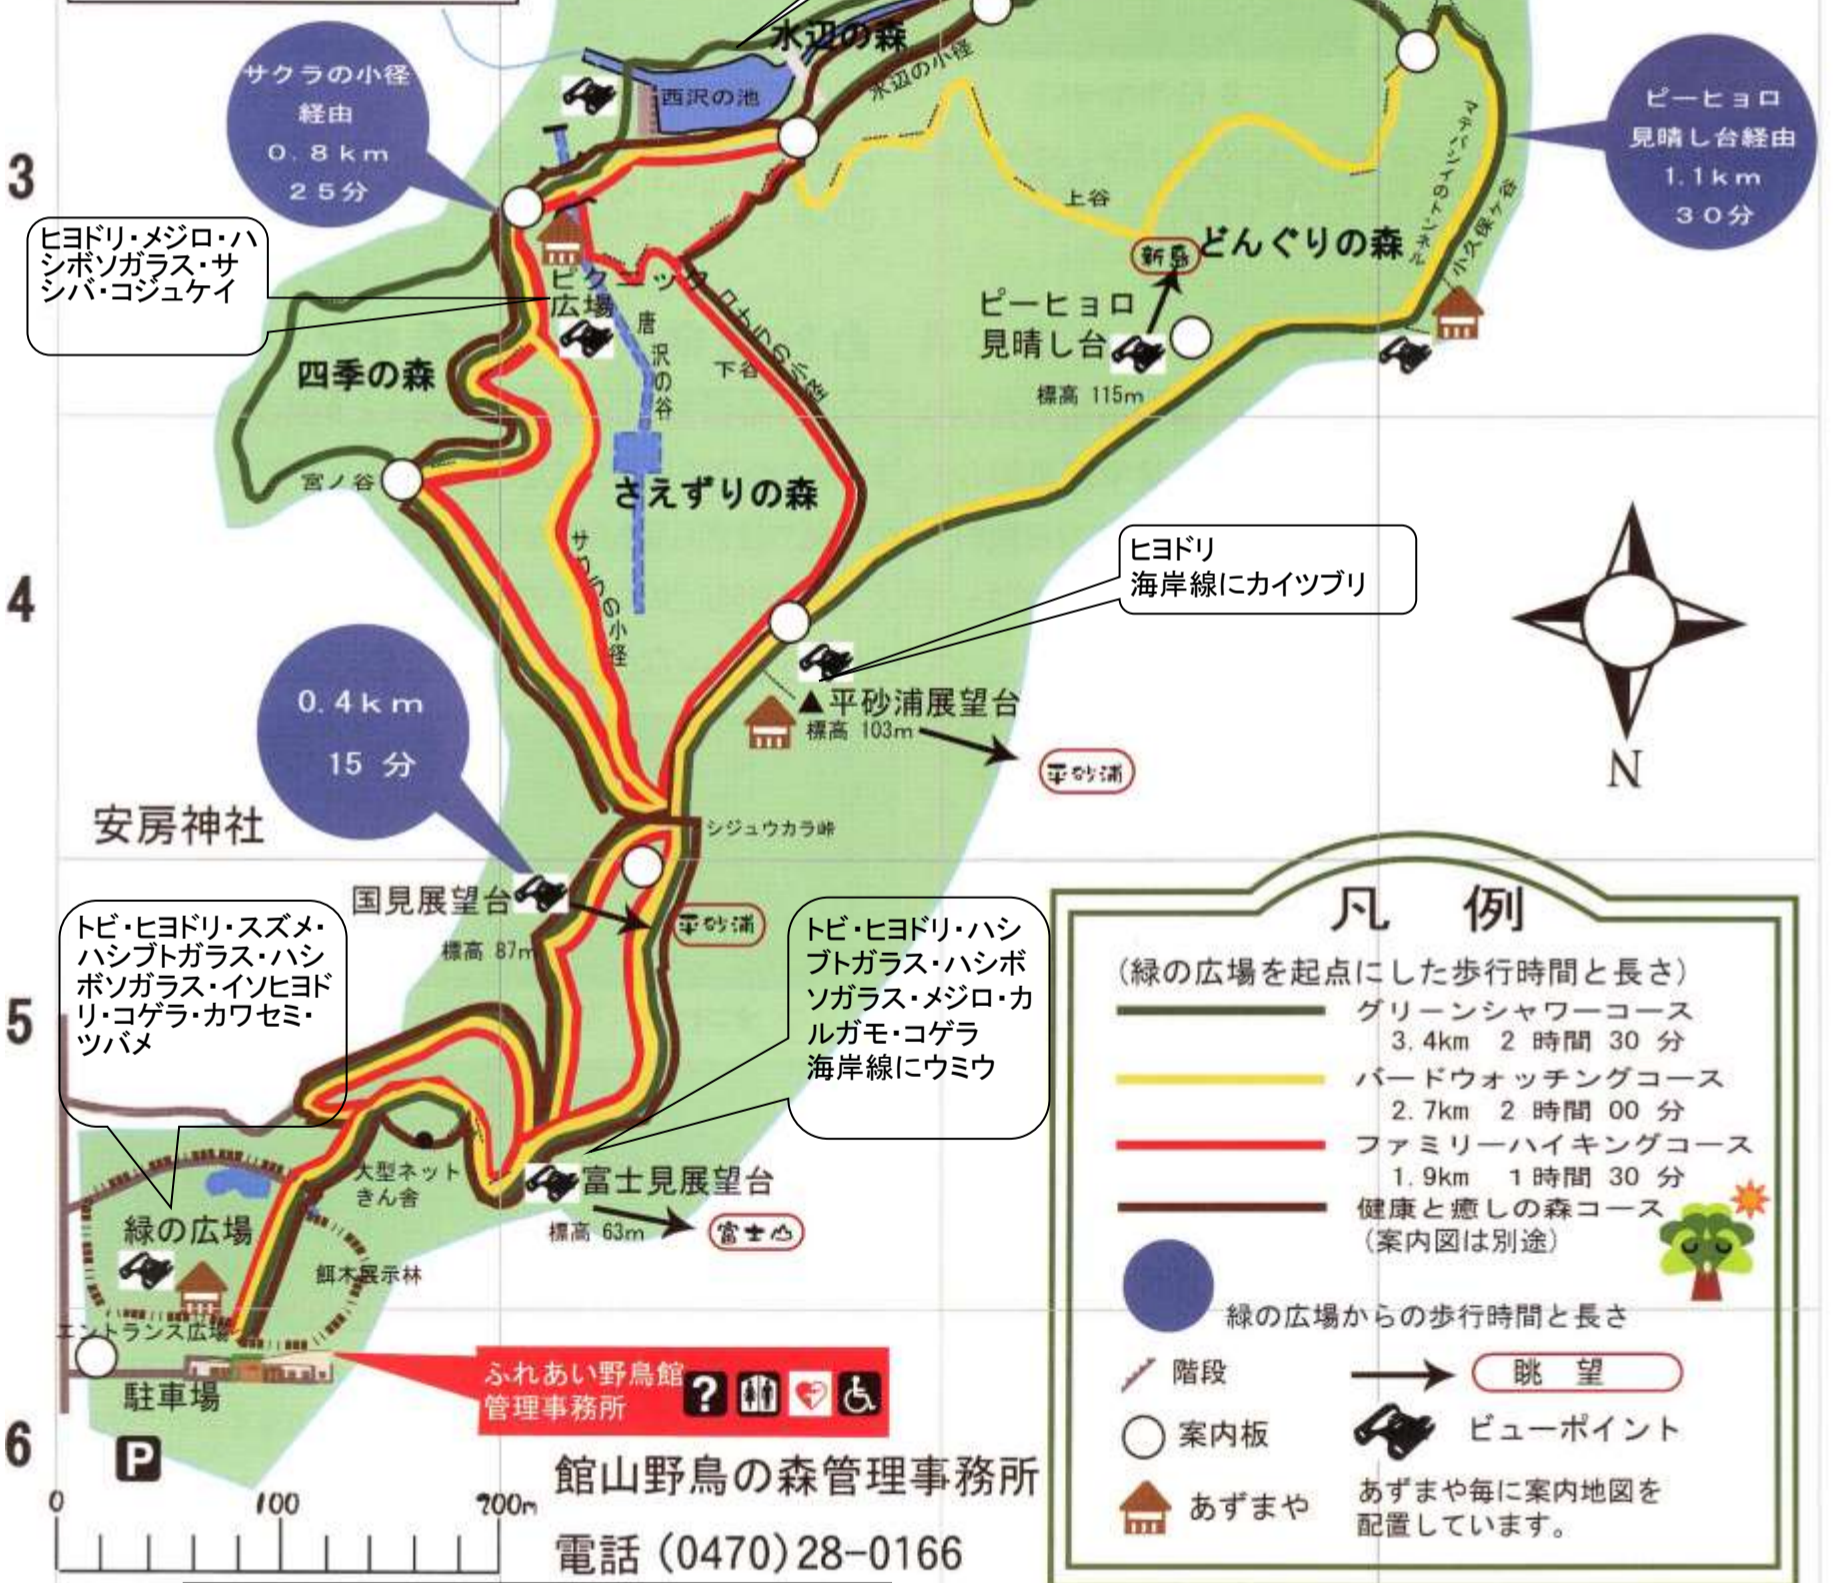 水辺の森
サクラの小径
経由
0.8km
25分
西沢の池
水辺の小径
ピーヒョロ
見晴し台経由
1.1km
30分
3
マテバシイのトンネル
小久保ヶ谷
上谷
ヒヨドリ・メジロ・ハ
シボソガラス・サ
シバ・コジュケイ
新島
どんぐりの森
ピクニック
広場
唐沢の谷
下谷
ピーヒョロ
見晴し台
標高 115m
四季の森
宮ノ谷
さえずりの森
サクラの小径
4
ヒヨドリ
海岸線にカイツブリ
0.4km
15 分
▲平砂浦展望台
標高 103m
平砂浦
N
安房神社
シジュウカラ峠
国見展望台
標高 87m
平砂浦
5
トビ・ヒヨドリ・スズメ・
ハシブトガラス・ハシ
ボソガラス・イソヒヨド
リ・コゲラ・カワセミ・
ツバメ
トビ・ヒヨドリ・ハシ
ブトガラス・ハシボ
ソガラス・メジロ・カ
ルガモ・コゲラ
海岸線にウミウ
大型ネット
きん舎
富士見展望台
標高 63m
富士山
緑の広場
餌木展示林
エントランス広場
駐車場
P
ふれあい野鳥館
管理事務所
?
6
館山野鳥の森管理事務所
電話 (0470)28-0166
0 100 200m
凡 例
(緑の広場を起点にした歩行時間と長さ)
グリーンシャワーコース
3.4km 2 時間 30 分
バードウォッチングコース
2.7km 2 時間 00 分
ファミリーハイキングコース
1.9km 1 時間 30 分
健康と癒しの森コース
(案内図は別途)
緑の広場からの歩行時間と長さ
階段
眺 望
案内板
ビューポイント
あずまや
あずまや毎に案内地図を
配置しています。